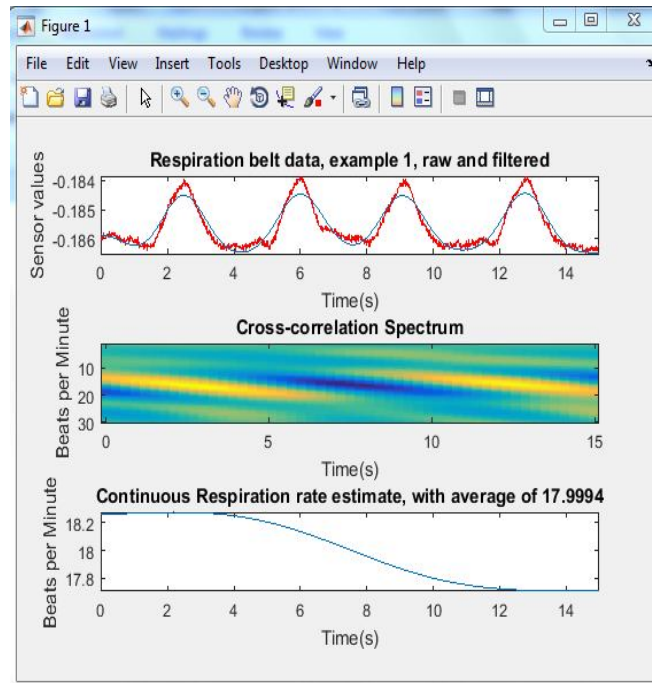 Figure 1
File Edit View Insert Tools Desktop Window Help
Respiration belt data, example 1, raw and filtered
Sensor values
-0.184
-0.185
-0.186
0 2 4 6 8 10 12 14
Time(s)
Cross-correlation Spectrum
Beats per Minute
10
20
30
0 5 10 15
Time(s)
Continuous Respiration rate estimate, with average of 17.9994
Beats per Minute
18.2
18
17.8
0 2 4 6 8 10 12 14
Time(s)